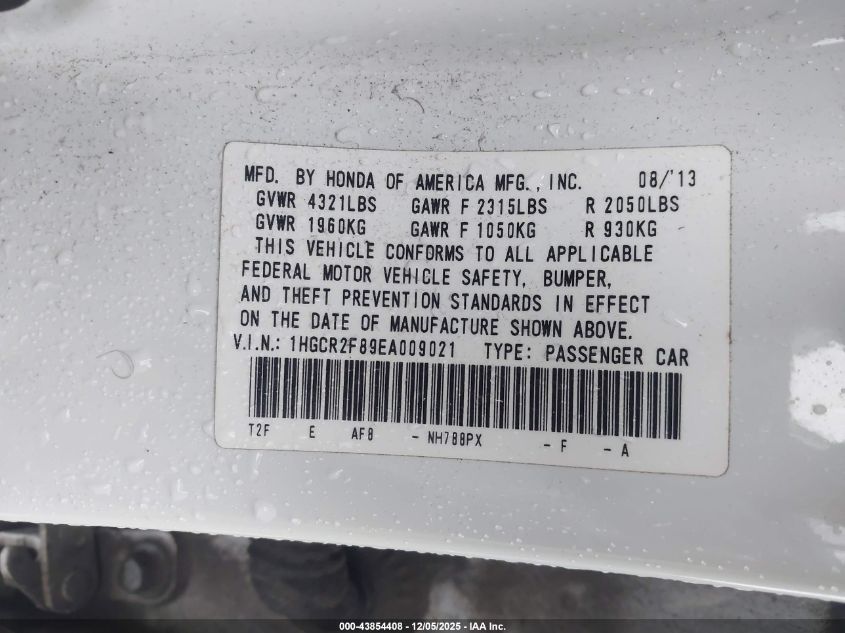 MFD. BY HONDA OF AMERICA MFG., INC. 08/'13
GVWR 4321LBS GAWR F 2315LBS R 2050LBS
GVWR 1960KG GAWR F 1050KG R 930KG
THIS VEHICLE CONFORMS TO ALL APPLICABLE
FEDERAL MOTOR VEHICLE SAFETY, BUMPER,
AND THEFT PREVENTION STANDARDS IN EFFECT
ON THE DATE OF MANUFACTURE SHOWN ABOVE.
V.I.N.: 1HGCR2F89EA009021 TYPE: PASSENGER CAR
T2F E AF8 - NH788PX - F - A
000-43854408 - 12/05/2025 - IAA Inc.